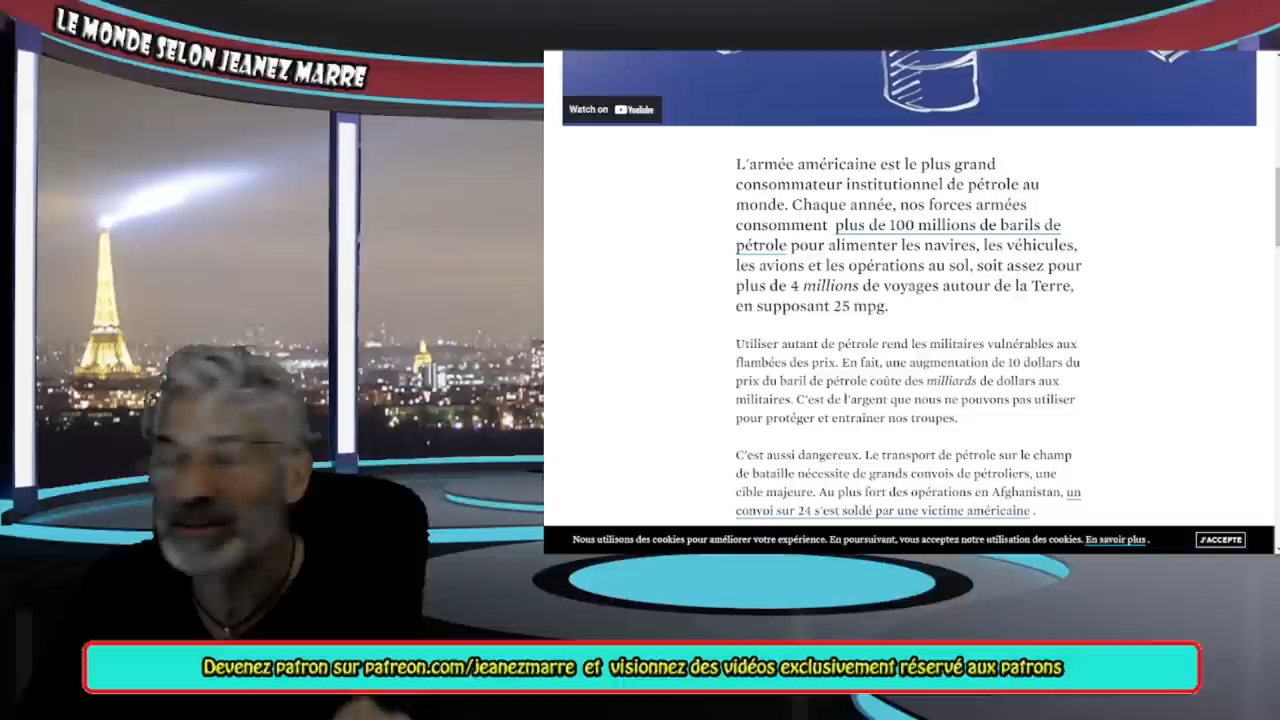 LE MONDE SELON JEANEZ MARRE
Watch on YouTube
L'armée américaine est le plus grand
consommateur institutionnel de pétrole au
monde. Chaque année, nos forces armées
consomment plus de 100 millions de barils de
pétrole pour alimenter les navires, les véhicules,
les avions et les opérations au sol, soit assez pour
plus de 4 millions de voyages autour de la Terre,
en supposant 25 mpg.
Utiliser autant de pétrole rend les militaires vulnérables aux
flambées des prix. En fait, une augmentation de 10 dollars du
prix du baril de pétrole coûte des milliards de dollars aux
militaires. C'est de l'argent que nous ne pouvons pas utiliser
pour protéger et entraîner nos troupes.
C'est aussi dangereux. Le transport de pétrole sur le champ
de bataille nécessite de grands convois de pétroliers, une
cible majeure. Au plus fort des opérations en Afghanistan, un
convoi sur 24 s'est soldé par une victime américaine .
Nous utilisons des cookies pour améliorer votre expérience. En poursuivant, vous acceptez notre utilisation des cookies. En savoir plus .
J'ACCEPTE
Devenez patron sur patreon.com/jeanezmarre et visionnez des vidéos exclusivement réservé aux patrons